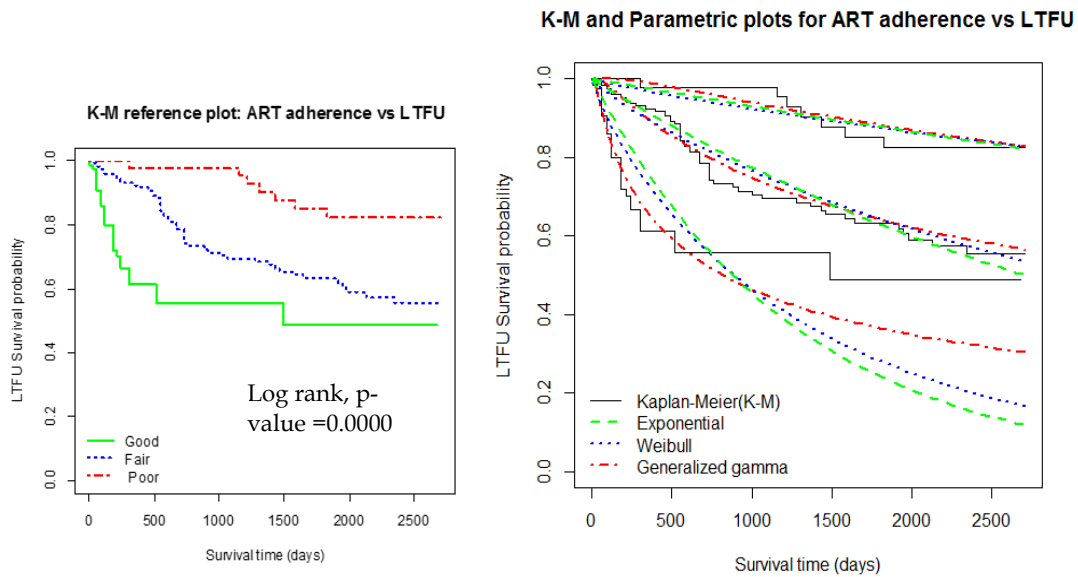 K-M reference plot: ART adherence vs LTFU
LTFU Survival probability
1.0
0.8
0.6
0.4
0.2
0.0
Log rank, p-
value =0.0000
Good
Fair
Poor
0 500 1000 1500 2000 2500
Survival time (days)
K-M and Parametric plots for ART adherence vs LTFU
LTFU Survival probability
1.0
0.8
0.6
0.4
0.2
0.0
Kaplan-Meier(K-M)
Exponential
Weibull
Generalized gamma
0 500 1000 1500 2000 2500
Survival time (days)